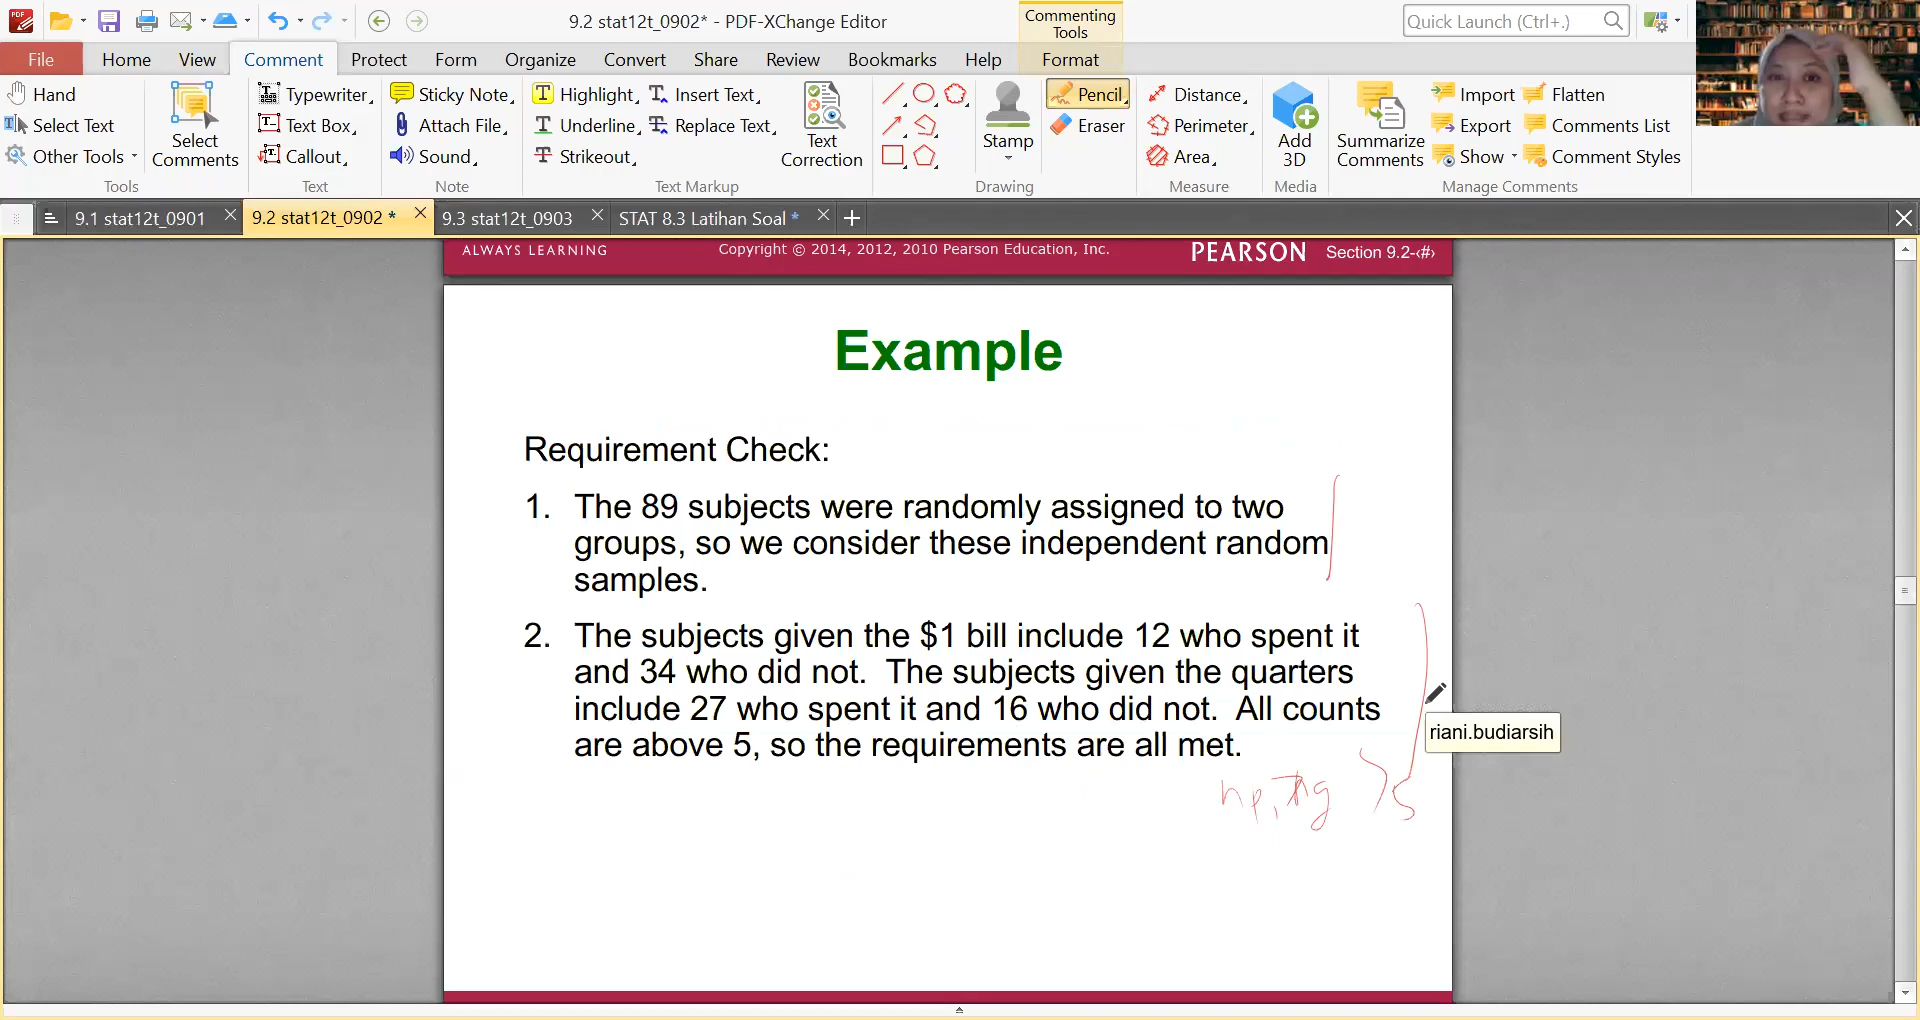 9.2 stat12t_0902* - PDF-XChange Editor
Commenting Tools
Quick Launch (Ctrl+.)
File Home View Comment Protect Form Organize Convert Share Review Bookmarks Help Format
Hand
Select Text
Other Tools
Select Comments
Tools
Typewriter
Text Box
Callout
Text
Sticky Note
Attach File
Sound
Note
Highlight
Underline
Strikeout
Insert Text
Replace Text
Text Correction
Text Markup
Stamp
Pencil
Eraser
Drawing
Distance
Perimeter
Area
Measure
Add 3D
Media
Summarize Comments
Import
Export
Show
Flatten
Comments List
Comment Styles
Manage Comments
9.1 stat12t_0901
9.2 stat12t_0902 *
9.3 stat12t_0903
STAT 8.3 Latihan Soal *
ALWAYS LEARNING
Copyright © 2014, 2012, 2010 Pearson Education, Inc.
PEARSON
Section 9.2-‹#›
Example
Requirement Check:
1. The 89 subjects were randomly assigned to two
groups, so we consider these independent random
samples.
2. The subjects given the $1 bill include 12 who spent it
and 34 who did not. The subjects given the quarters
include 27 who spent it and 16 who did not. All counts
are above 5, so the requirements are all met.
riani.budiarsih